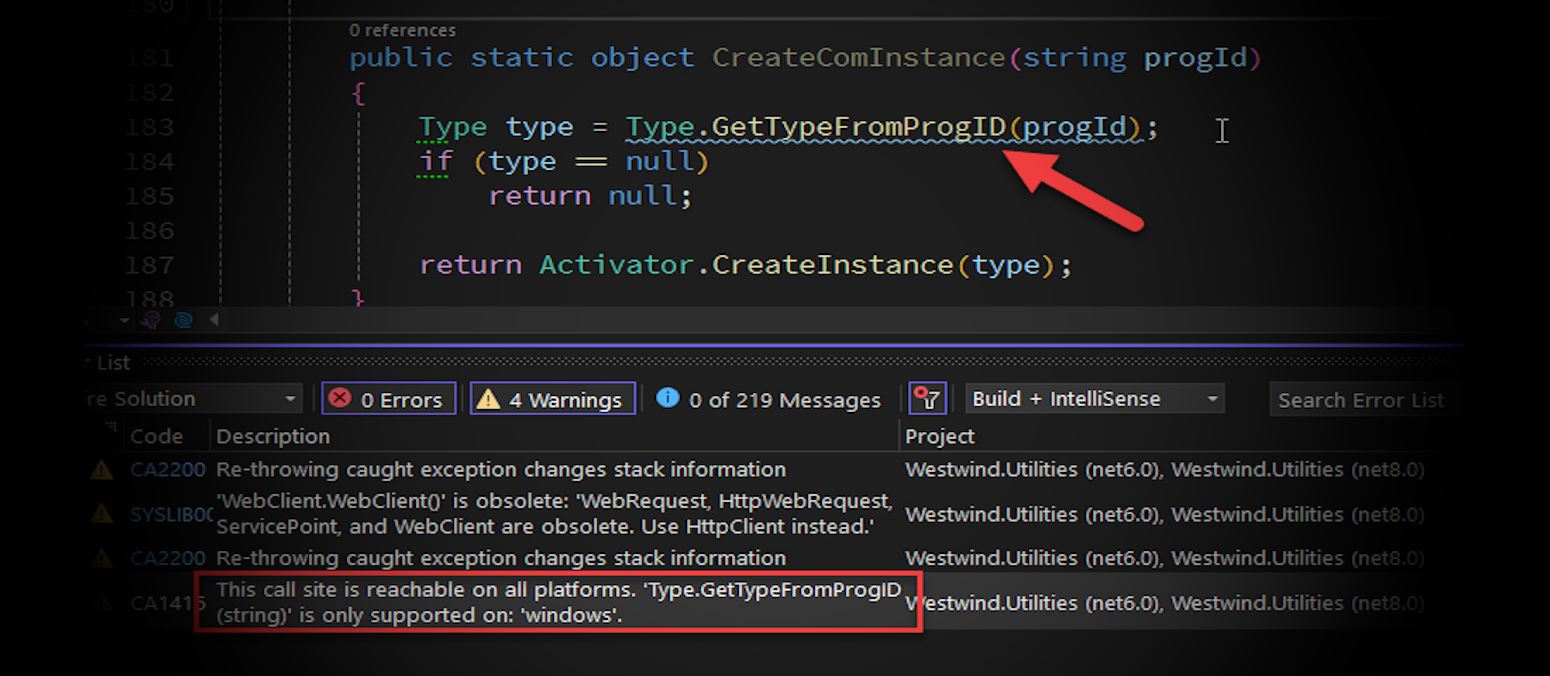 180
0 references
181 public static object CreateComInstance(string progId)
182 {
183 Type type = Type.GetTypeFromProgID(progId);
184 if (type == null)
185 return null;
186
187 return Activator.CreateInstance(type);
188 }
r List
re Solution 0 Errors 4 Warnings 0 of 219 Messages Build + IntelliSense Search Error List
Code Description Project
CA2200 Re-throwing caught exception changes stack information Westwind.Utilities (net6.0), Westwind.Utilities (net8.0)
'WebClient.WebClient()' is obsolete: 'WebRequest, HttpWebRequest,
SYSLIB00 ServicePoint, and WebClient are obsolete. Use HttpClient instead.' Westwind.Utilities (net6.0), Westwind.Utilities (net8.0)
CA2200 Re-throwing caught exception changes stack information Westwind.Utilities (net6.0), Westwind.Utilities (net8.0)
This call site is reachable on all platforms. 'Type.GetTypeFromProgID
CA1416 (string)' is only supported on: 'windows'. Westwind.Utilities (net6.0), Westwind.Utilities (net8.0)